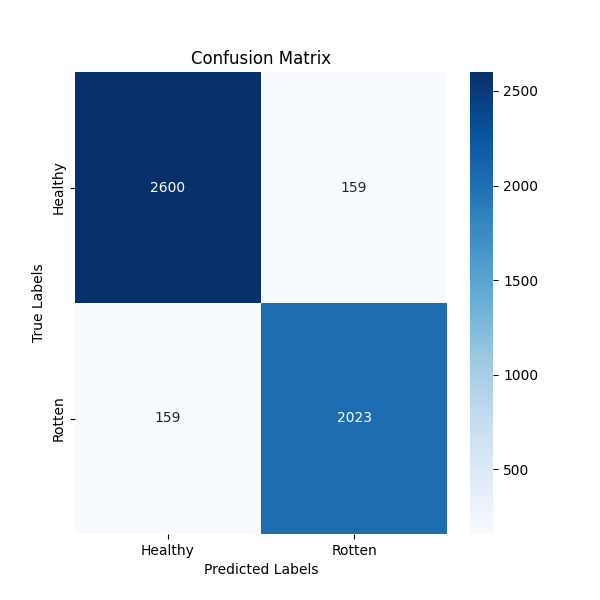 Confusion Matrix
True Labels
Healthy
2600
159
Rotten
159
2023
Healthy
Rotten
Predicted Labels
2500
2000
1500
1000
500